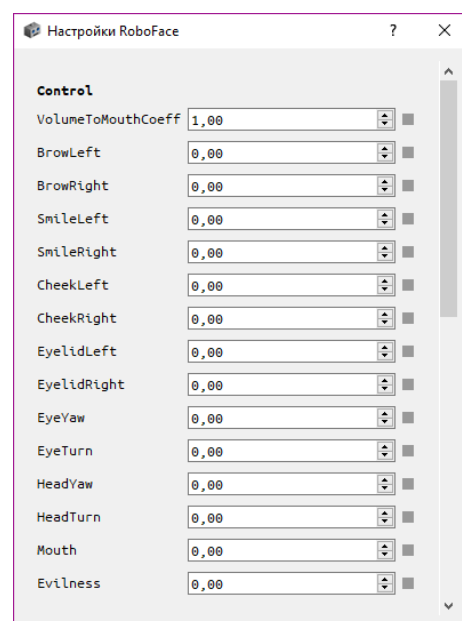 Настройки RoboFace ?
Control
VolumeToMouthCoeff 1,00
BrowLeft 0,00
BrowRight 0,00
SmileLeft 0,00
SmileRight 0,00
CheekLeft 0,00
CheekRight 0,00
EyelidLeft 0,00
EyelidRight 0,00
EyeYaw 0,00
EyeTurn 0,00
HeadYaw 0,00
HeadTurn 0,00
Mouth 0,00
Evilness 0,00